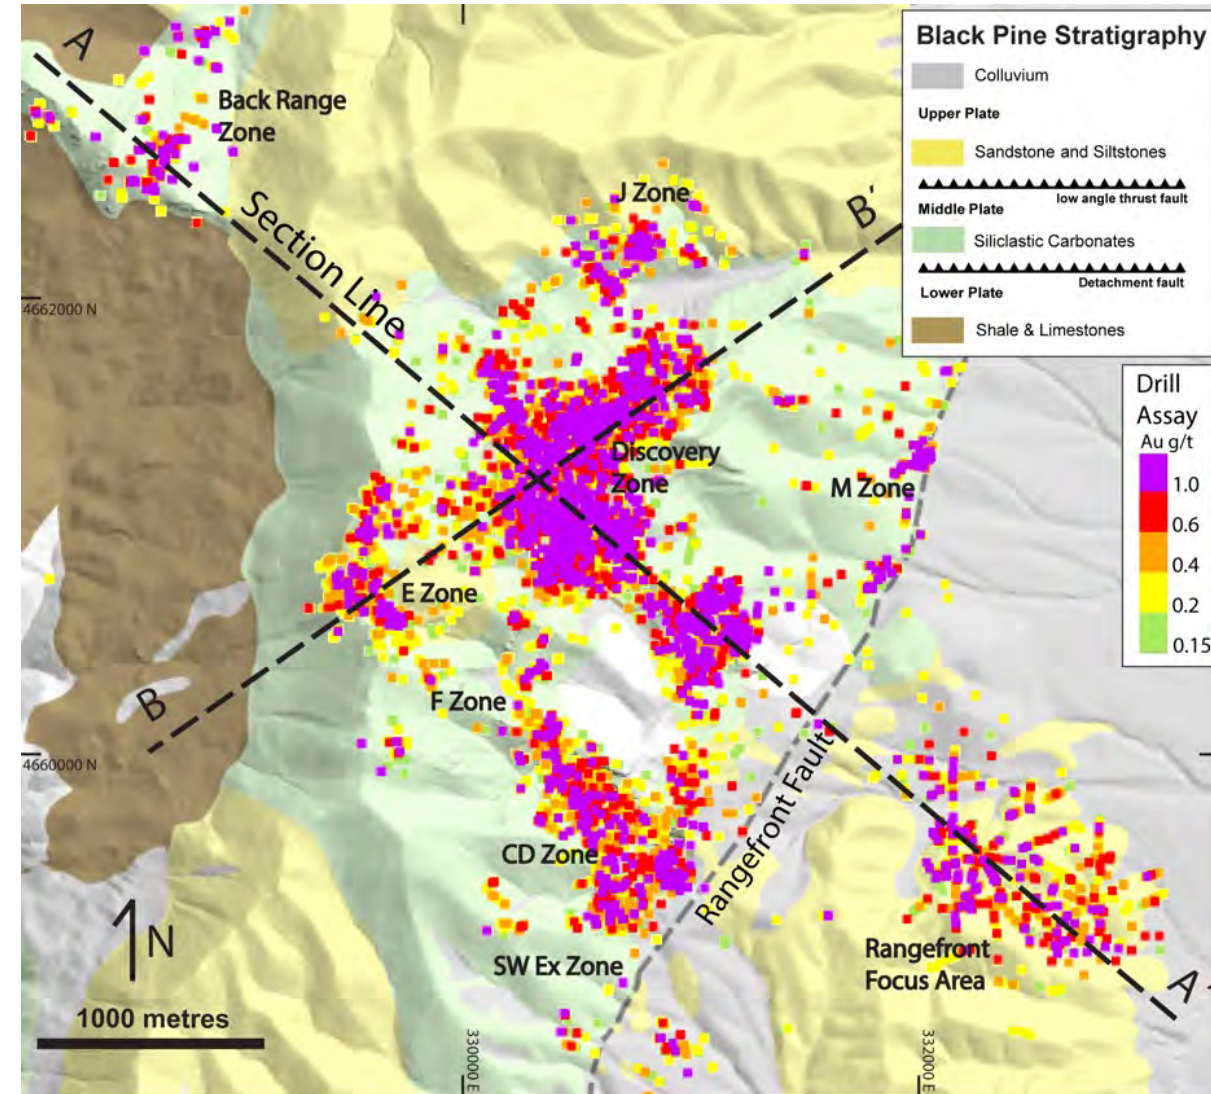 Black Pine Stratigraphy
Colluvium
Upper Plate
Sandstone and Siltstones
low angle thrust fault
Middle Plate
Siliclastic Carbonates
Detachment fault
Lower Plate
Shale & Limestones
Drill
Assay
Au g/t
1.0
0.6
0.4
0.2
0.15
A
Back Range
Zone
Section Line
J Zone
B'
4662000 N
Discovery
Zone
M Zone
E Zone
F Zone
B
4660000 N
Rangefront Fault
CD Zone
SW Ex Zone
Rangefront
Focus Area
A'
N
1000 metres
330000 E
332000 E